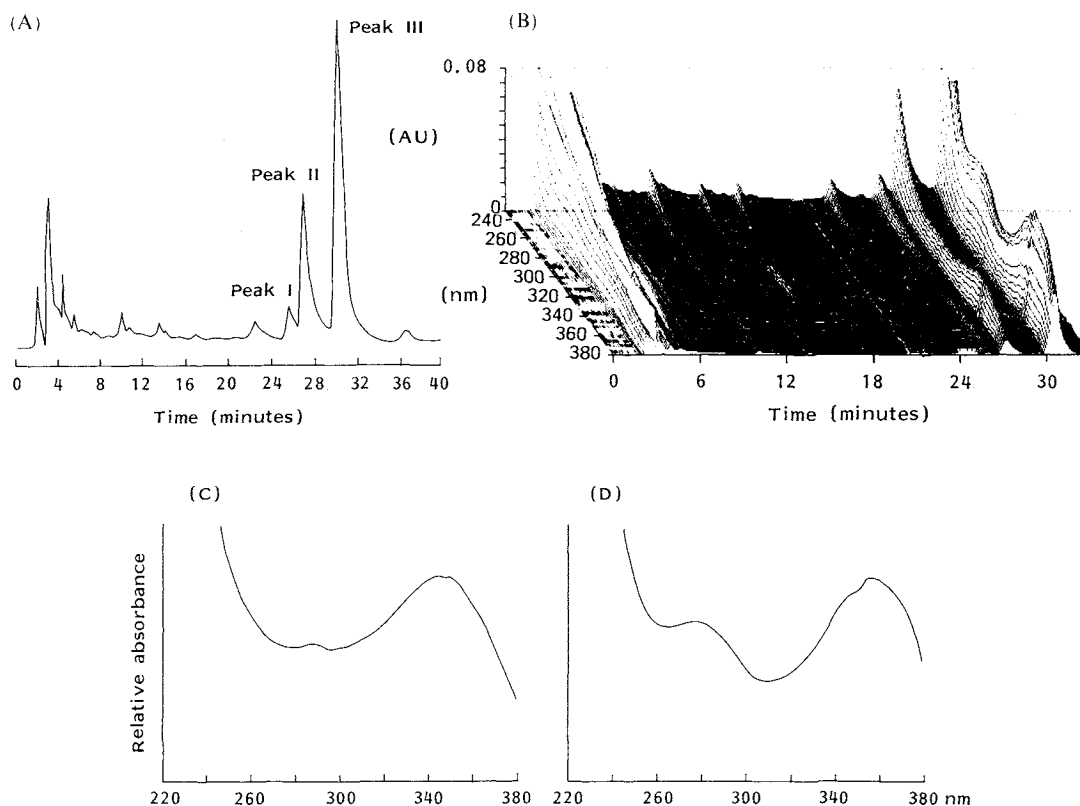 (A)
Peak III
Peak II
Peak I
0 4 8 12 16 20 24 28 32 36 40
Time (minutes)
(B)
0.08
(AU)
0
240
260
280
300
320
340
360
380
(nm)
0 6 12 18 24 30
Time (minutes)
(C)
Relative absorbance
220 260 300 340 380
(D)
220 260 300 340 380 nm